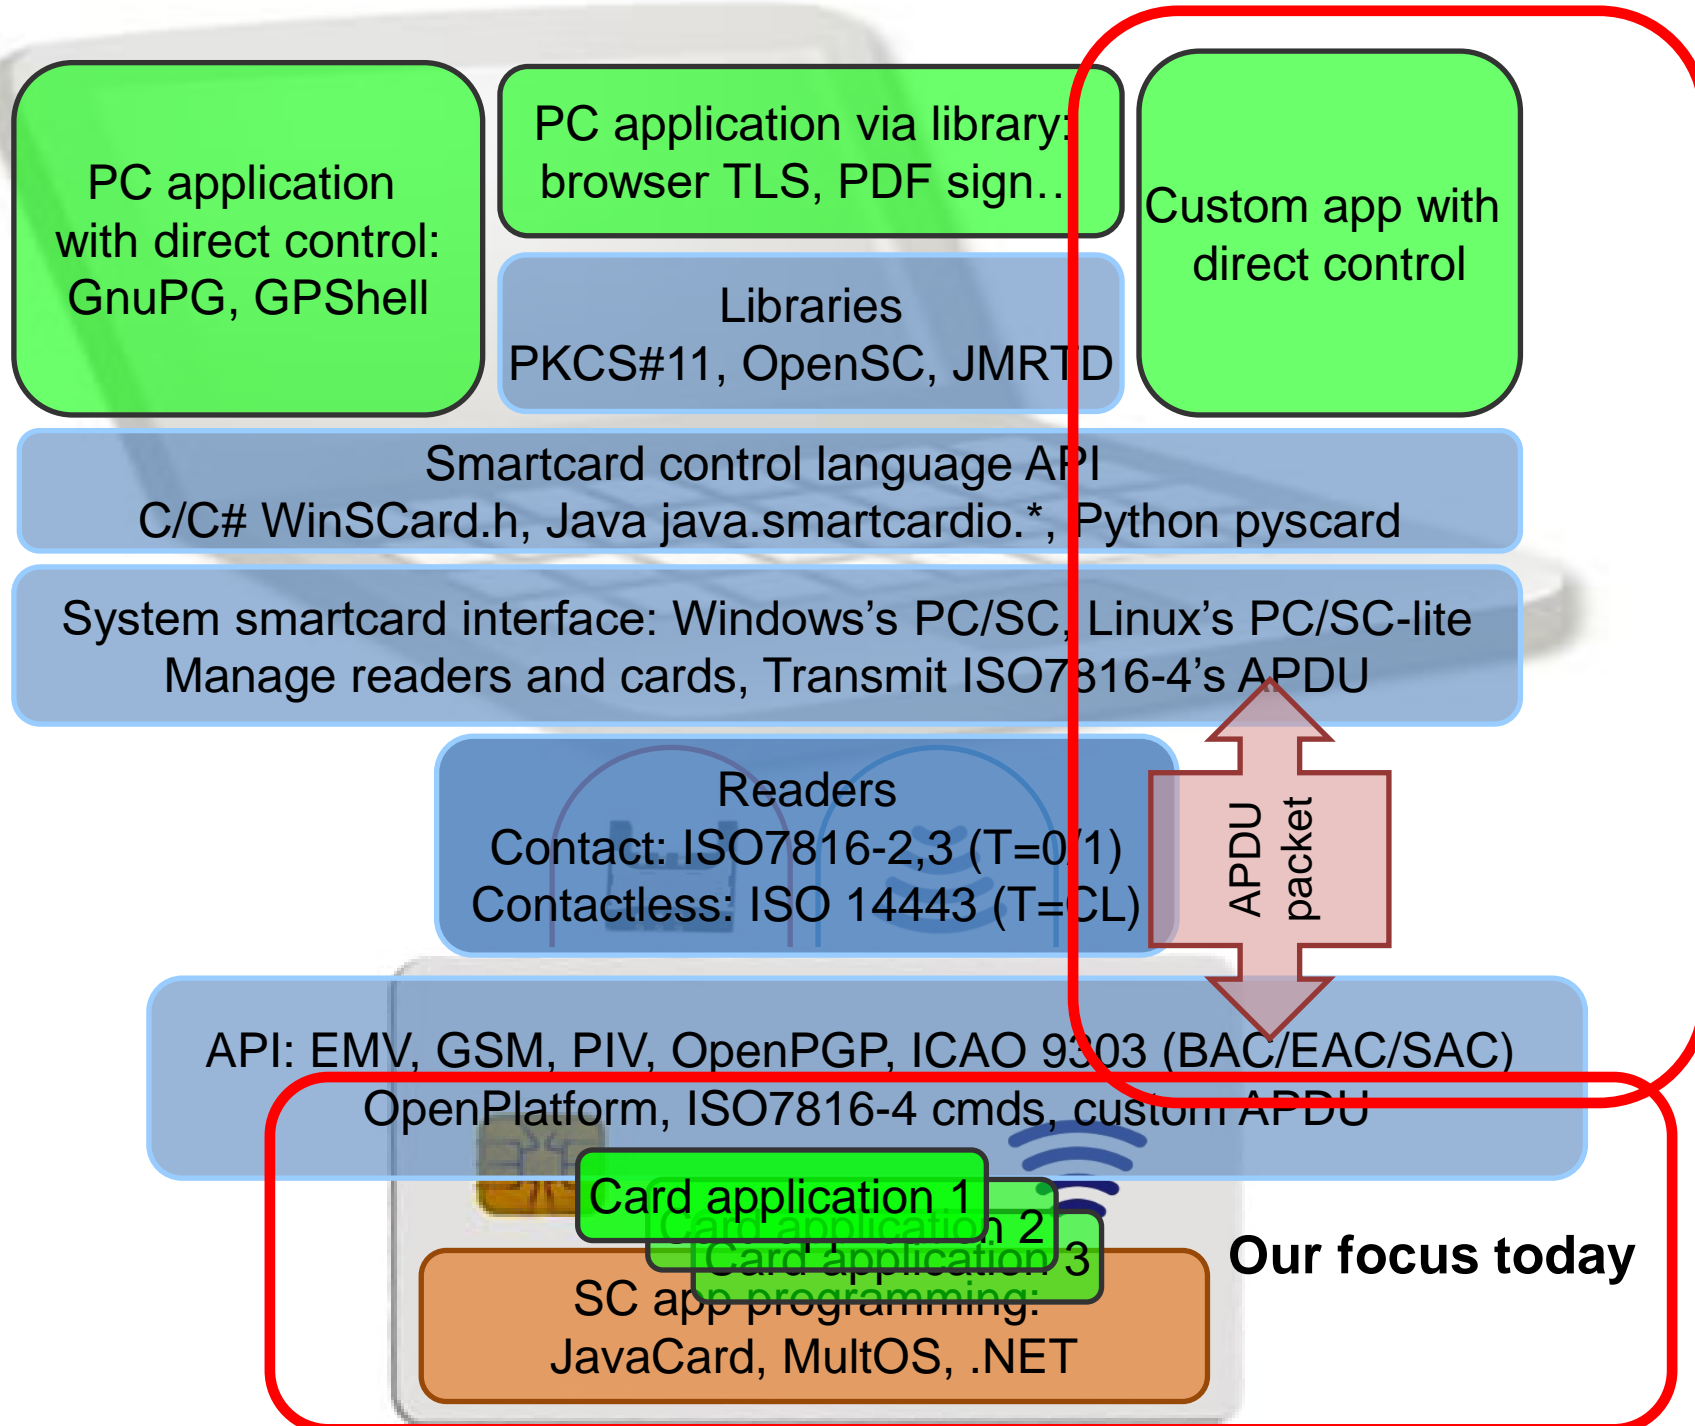 PC application
with direct control:
GnuPG, GPShell
PC application via library:
browser TLS, PDF sign…
Custom app with
direct control
Libraries
PKCS#11, OpenSC, JMRTD
Smartcard control language API
C/C# WinSCard.h, Java java.smartcardio.*, Python pyscard
System smartcard interface: Windows’s PC/SC, Linux’s PC/SC-lite
Manage readers and cards, Transmit ISO7816-4’s APDU
Readers
Contact: ISO7816-2,3 (T=0/1)
Contactless: ISO 14443 (T=CL)
APDU
packet
API: EMV, GSM, PIV, OpenPGP, ICAO 9303 (BAC/EAC/SAC)
OpenPlatform, ISO7816-4 cmds, custom APDU
Card application 1
Card application 2
Card application 3
Our focus today
SC app programming:
JavaCard, MultOS, .NET